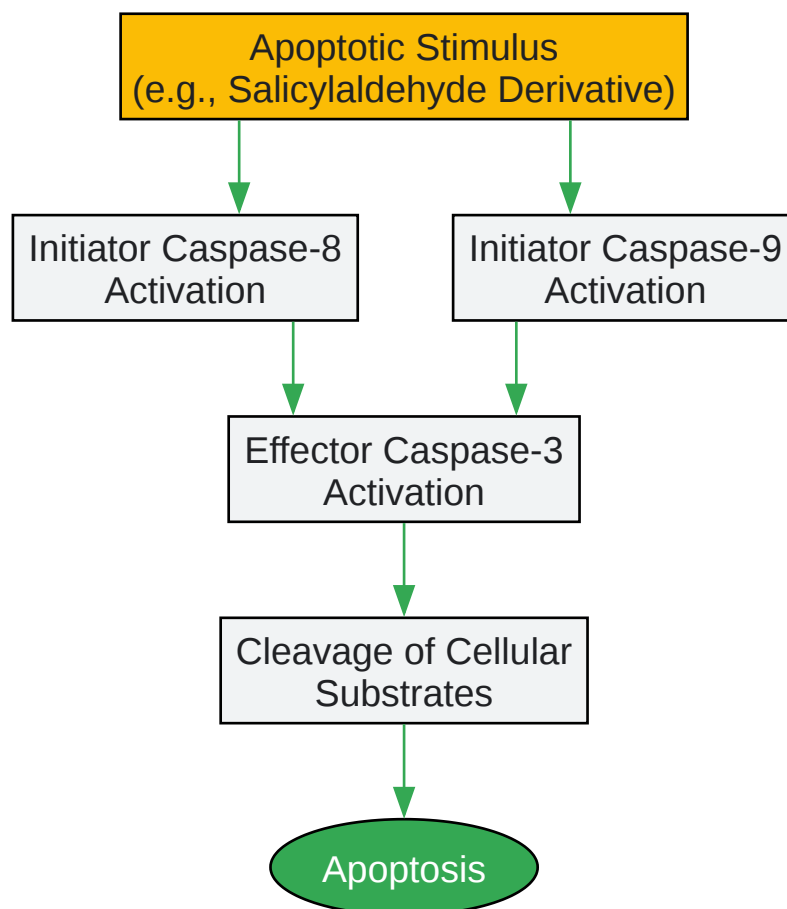 Apoptotic Stimulus
(e.g., Salicylaldehyde Derivative)
Initiator Caspase-8
Activation
Initiator Caspase-9
Activation
Effector Caspase-3
Activation
Cleavage of Cellular
Substrates
Apoptosis